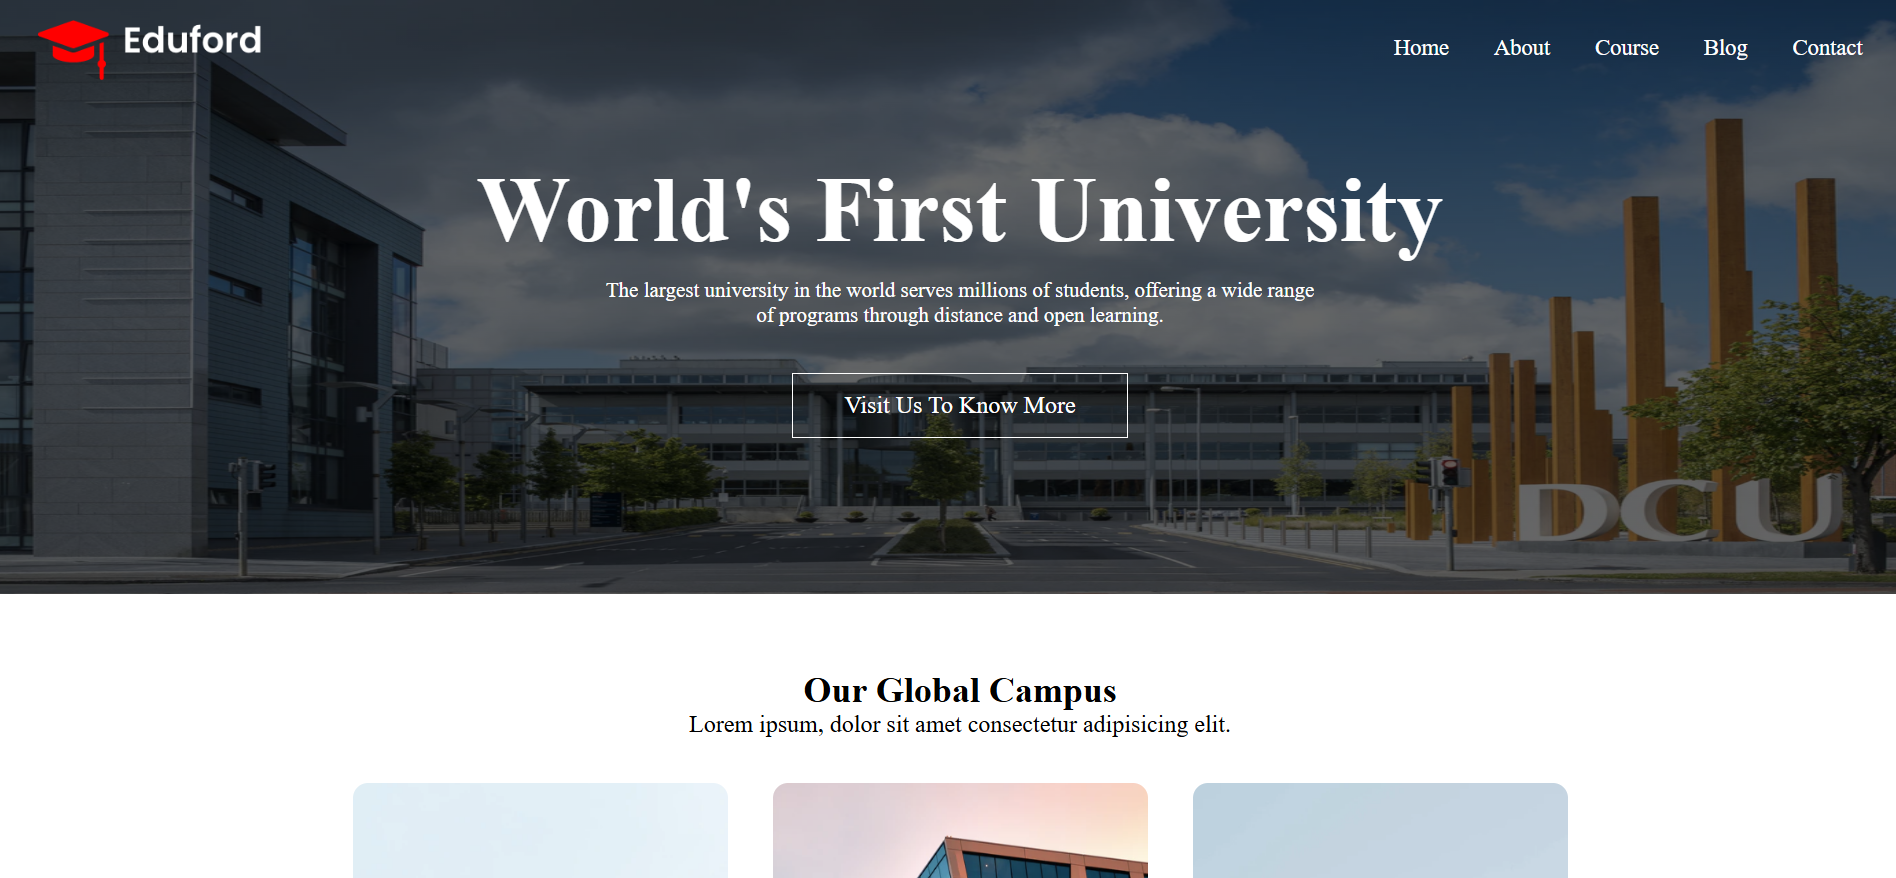 Eduford
Home About Course Blog Contact
World's First University
The largest university in the world serves millions of students, offering a wide range
of programs through distance and open learning.
Visit Us To Know More
DCU
Our Global Campus
Lorem ipsum, dolor sit amet consectetur adipisicing elit.